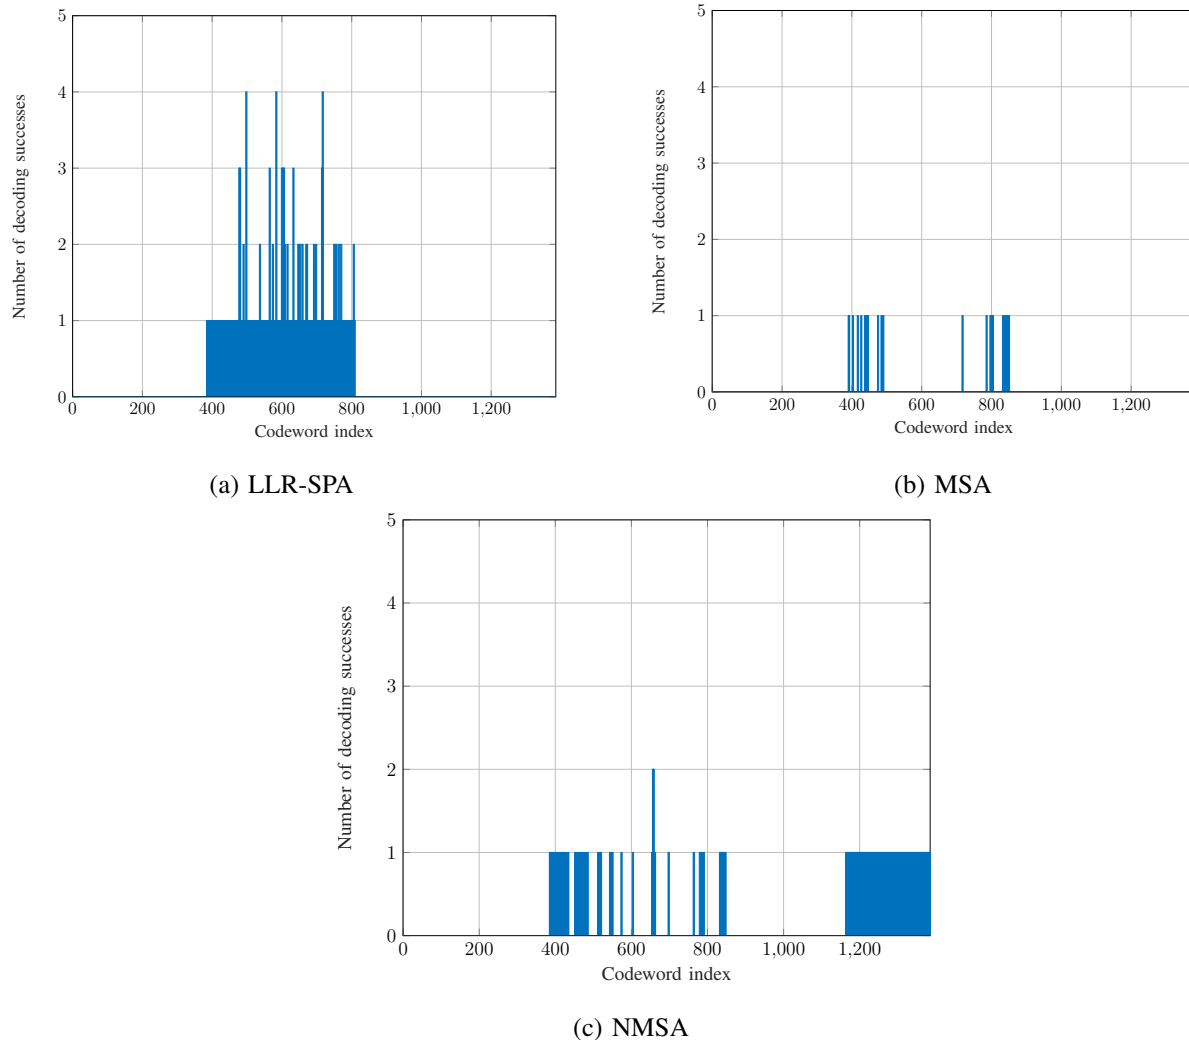 5
4
3
2
1
0
0 200 400 600 800 1,000 1,200
Number of decoding successes
Codeword index
(a) LLR-SPA
5
4
3
2
1
0
0 200 400 600 800 1,000 1,200
Number of decoding successes
Codeword index
(b) MSA
5
4
3
2
1
0
0 200 400 600 800 1,000 1,200
Number of decoding successes
Codeword index
(c) NMSA